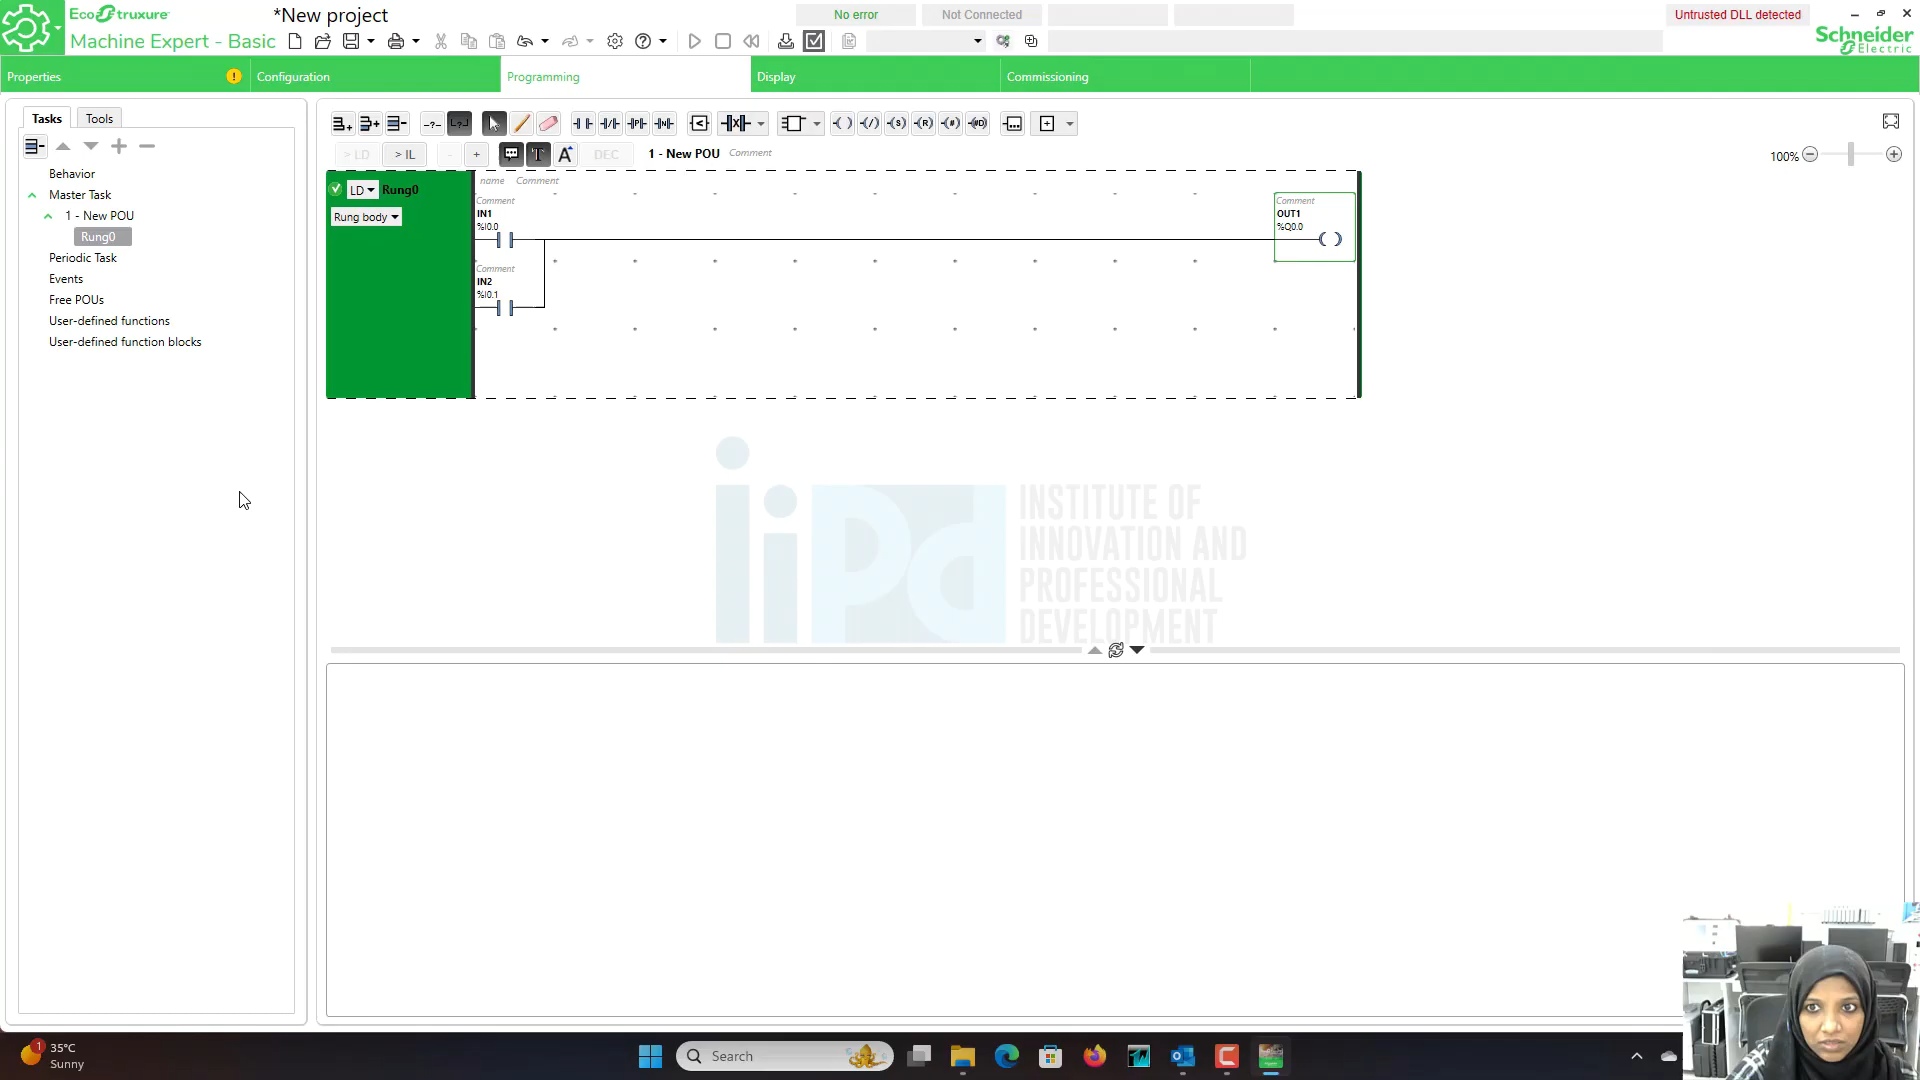 EcoStruxure
Machine Expert - Basic
*New project
No error
Not Connected
Untrusted DLL detected
Schneider
Electric
Properties
Configuration
Programming
Display
Commissioning
Tasks
Tools
Behavior
Master Task
1 - New POU
Rung0
Periodic Task
Events
Free POUs
User-defined functions
User-defined function blocks
> LD
> IL
-
+
T
A
DEC
1 - New POU
Comment
100%
LD
Rung0
Rung body
name
Comment
Comment
IN1
%I0.0
Comment
OUT1
%Q0.0
Comment
IN2
%I0.1
iiPd
INSTITUTE OF
INNOVATION AND
PROFESSIONAL
DEVELOPMENT
1
35°C
Sunny
Search